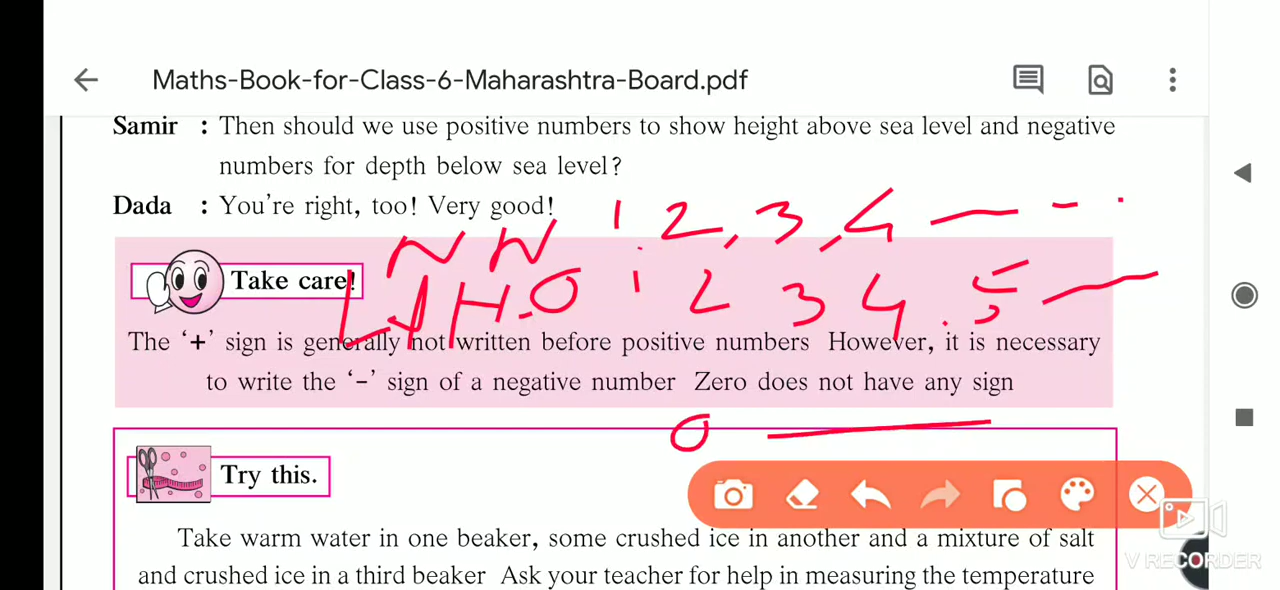 Maths-Book-for-Class-6-Maharashtra-Board.pdf
Samir : Then should we use positive numbers to show height above sea level and negative
numbers for depth below sea level?
Dada : You're right, too! Very good!
1 2, 3, 4 — - .
N N
Take care!
0 1 2 3 4 . 5 —
The '+' sign is generally not written before positive numbers However, it is necessary
to write the '-' sign of a negative number Zero does not have any sign
0 —
Try this.
Take warm water in one beaker, some crushed ice in another and a mixture of salt
and crushed ice in a third beaker Ask your teacher for help in measuring the temperature
V RECORDER